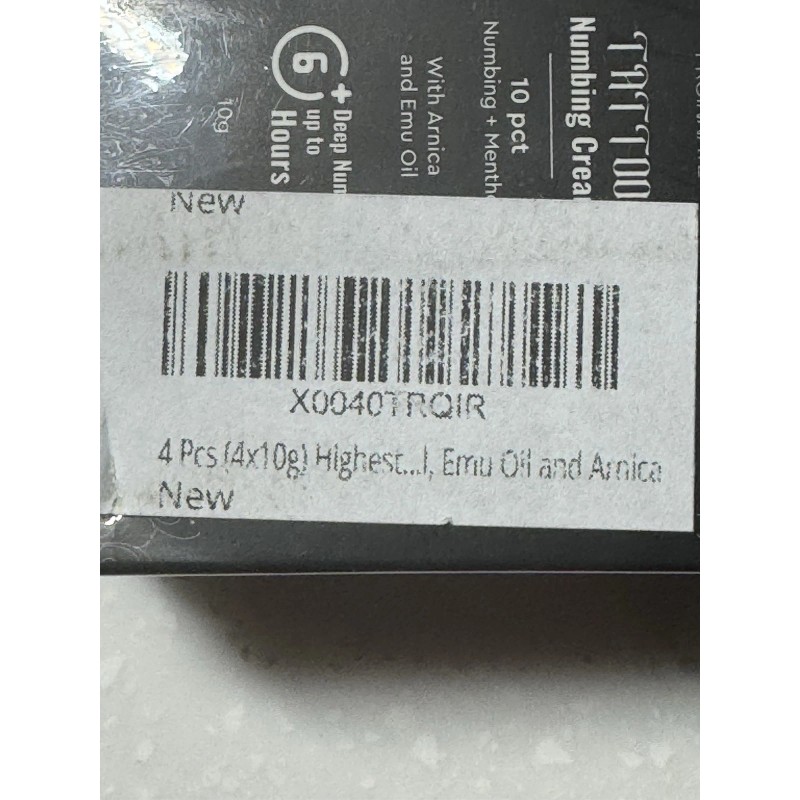 TATTOO
Numbing Crea
10 pct
Numbing + Mentho
With Arnica
and Emu Oil
6+
Deep Num
up to
Hours
10g
New
X0040TRQIR
4 Pcs (4x10g) Highest...l, Emu Oil and Arnica
New